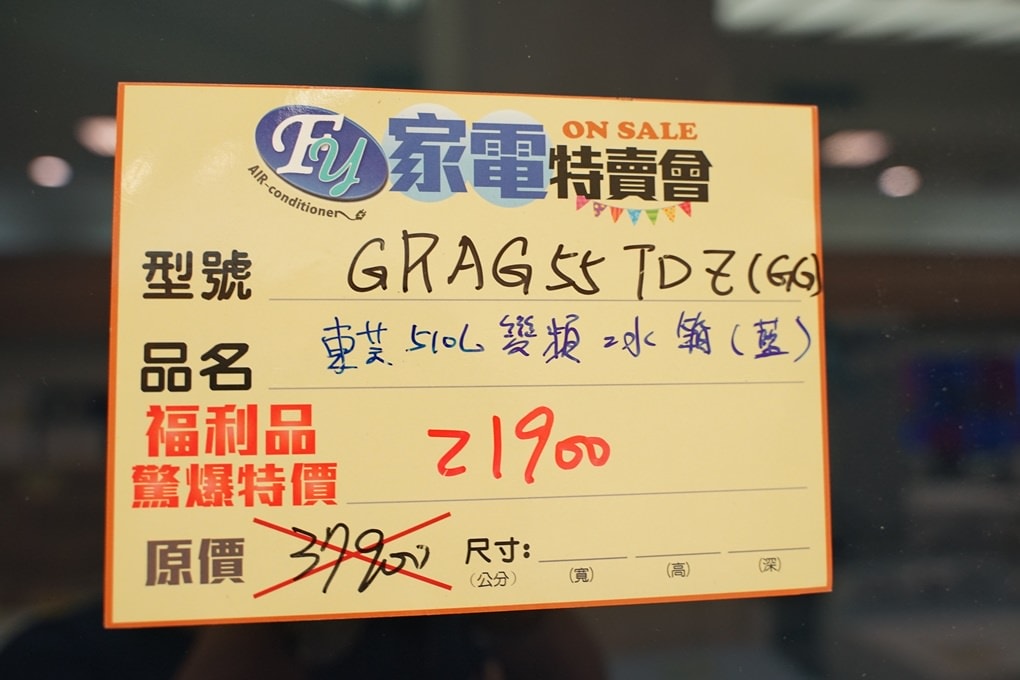 Fy 家電 特賣會 ON SALE
AIR-conditioner
型號 GRAG55TDZ(GG)
品名 東芝 510L 變頻冰箱(藍)
福利品
驚爆特價 21900
原價 37900 尺寸:
(公分) (寬) (高) (深)